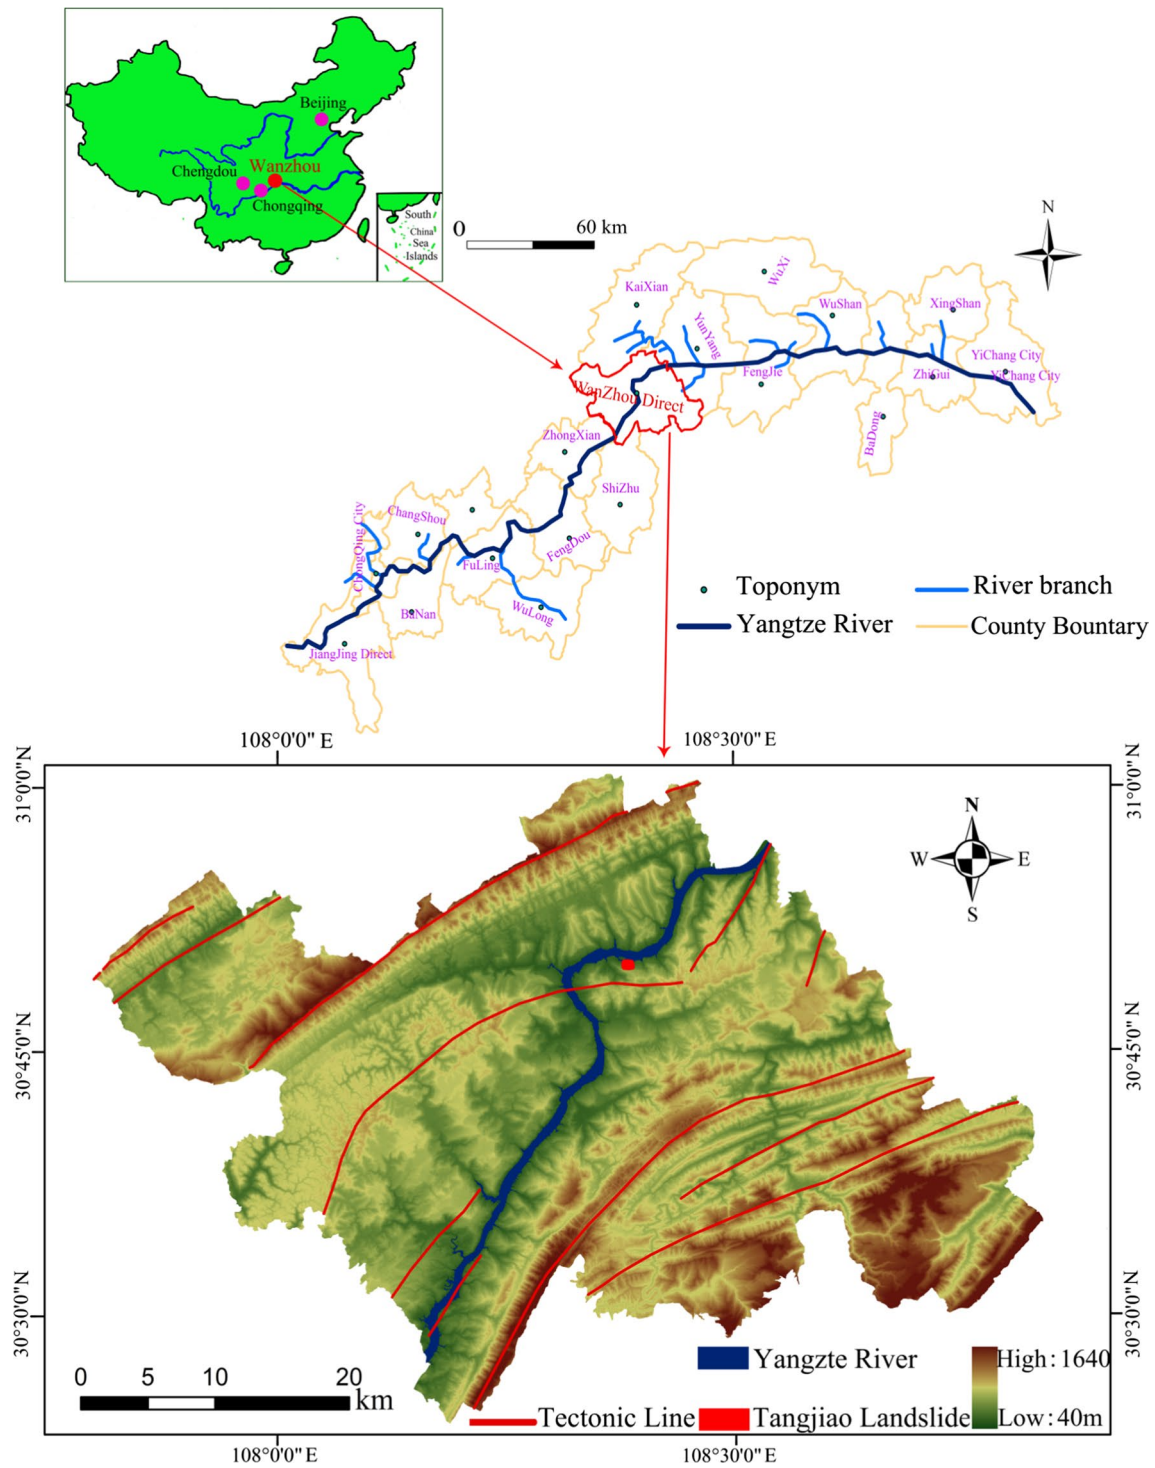 Beijing
Chengdou
Wanzhou
Chongqing
South
China
Sea
Islands
0
60 km
N
KaiXian
WuXi
YunYang
WuShan
XingShan
FengJie
ZhiGui
YiChang City
YiChang City
WanZhou Direct
BaDong
ZhongXian
ShiZhu
ChangShou
ChongQing City
FengDou
FuLing
WuLong
BaNan
JiangJing Direct
Toponym
River branch
Yangtze River
County Boundary
108°0'0" E
108°30'0" E
31°0'0"N
31°0'0"N
N
W
E
S
30°45'0"N
30°45'0" N
30°30'0"N
30°30'0"N
Yangzte River
High : 1640
0 5 10 20
km
Tectonic Line
Tangjiao Landslide
Low : 40m
108°0'0" E
108°30'0" E